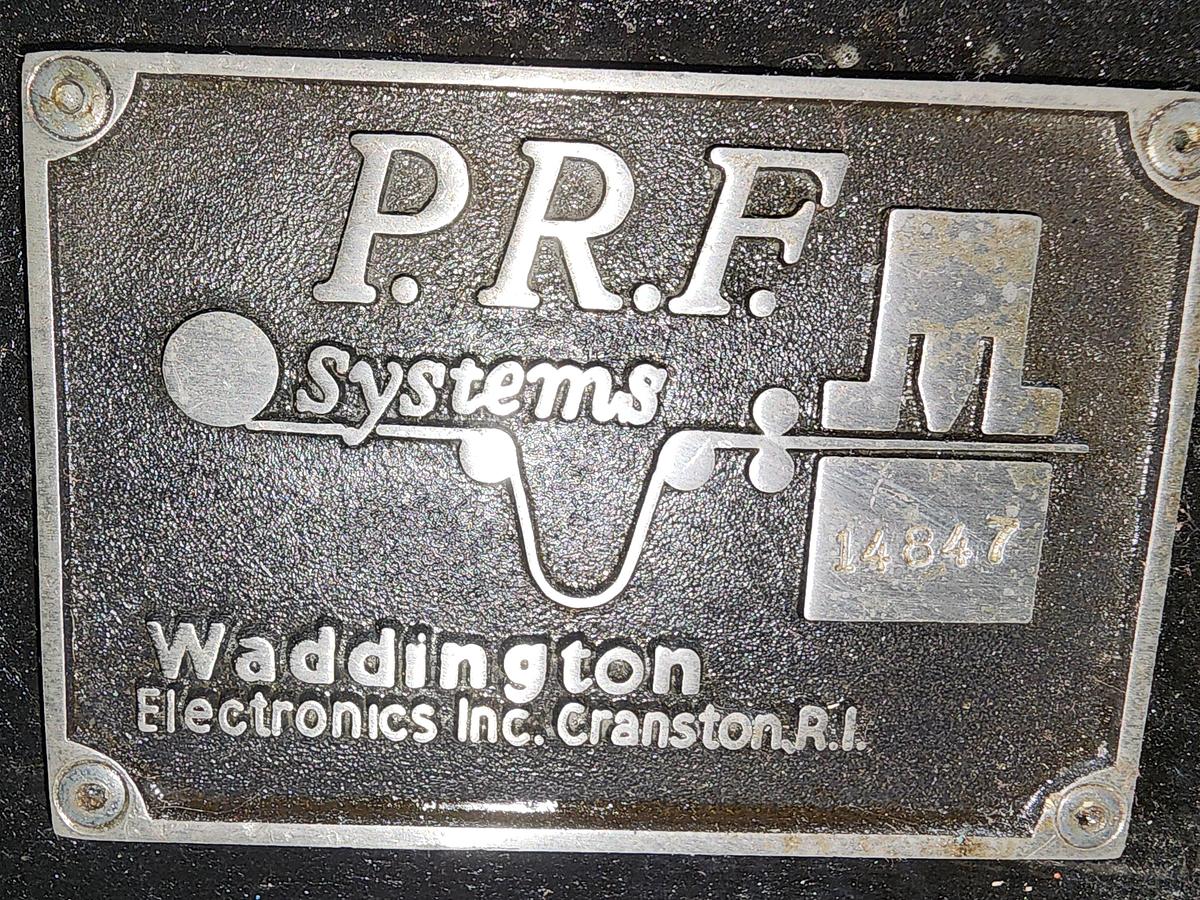 P.R.F.
Systems
14847
Waddington
Electronics Inc. Cranston,R.I.